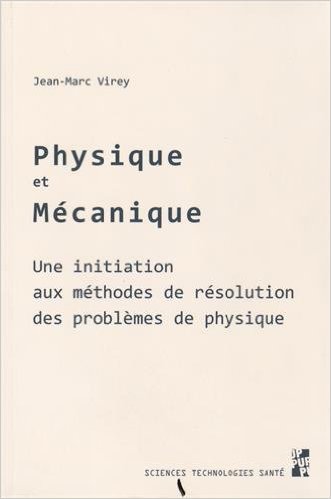 Jean-Marc Virey
Physique
et
Mécanique
Une initiation
aux méthodes de résolution
des problèmes de physique
SCIENCES TECHNOLOGIES SANTÉ
PUP